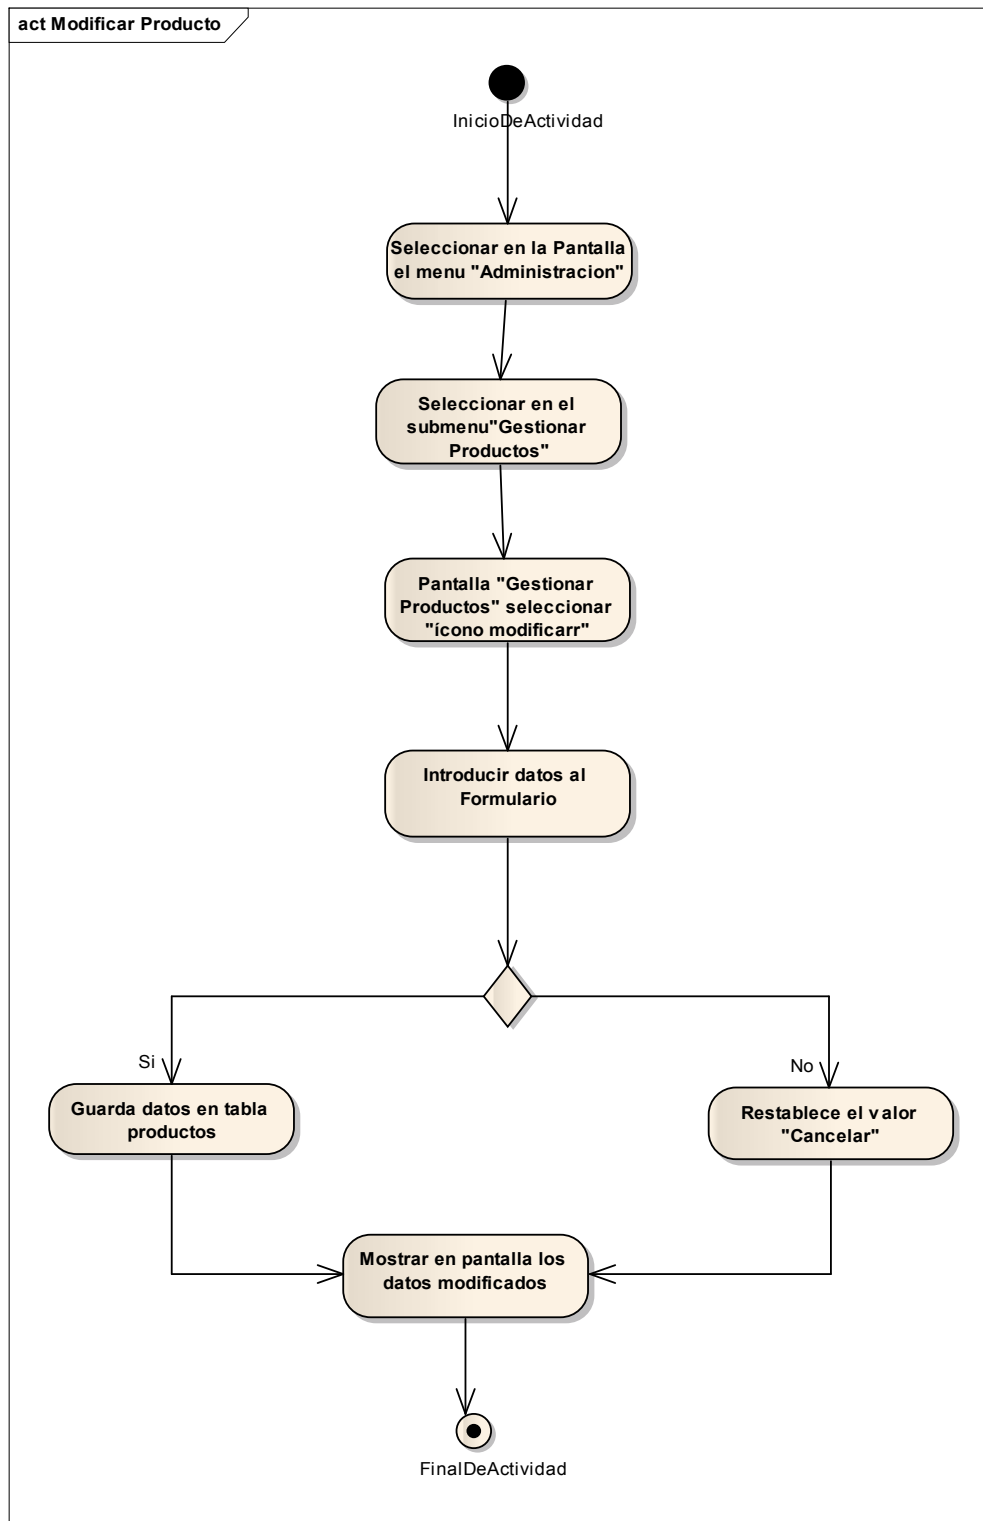 act Modificar Producto
InicioDeActividad
Seleccionar en la Pantalla
el menu "Administracion"
Seleccionar en el
submenu"Gestionar
Productos"
Pantalla "Gestionar
Productos" seleccionar
"ícono modificarr"
Introducir datos al
Formulario
Si
No
Guarda datos en tabla
productos
Restablece el valor
"Cancelar"
Mostrar en pantalla los
datos modificados
FinalDeActividad